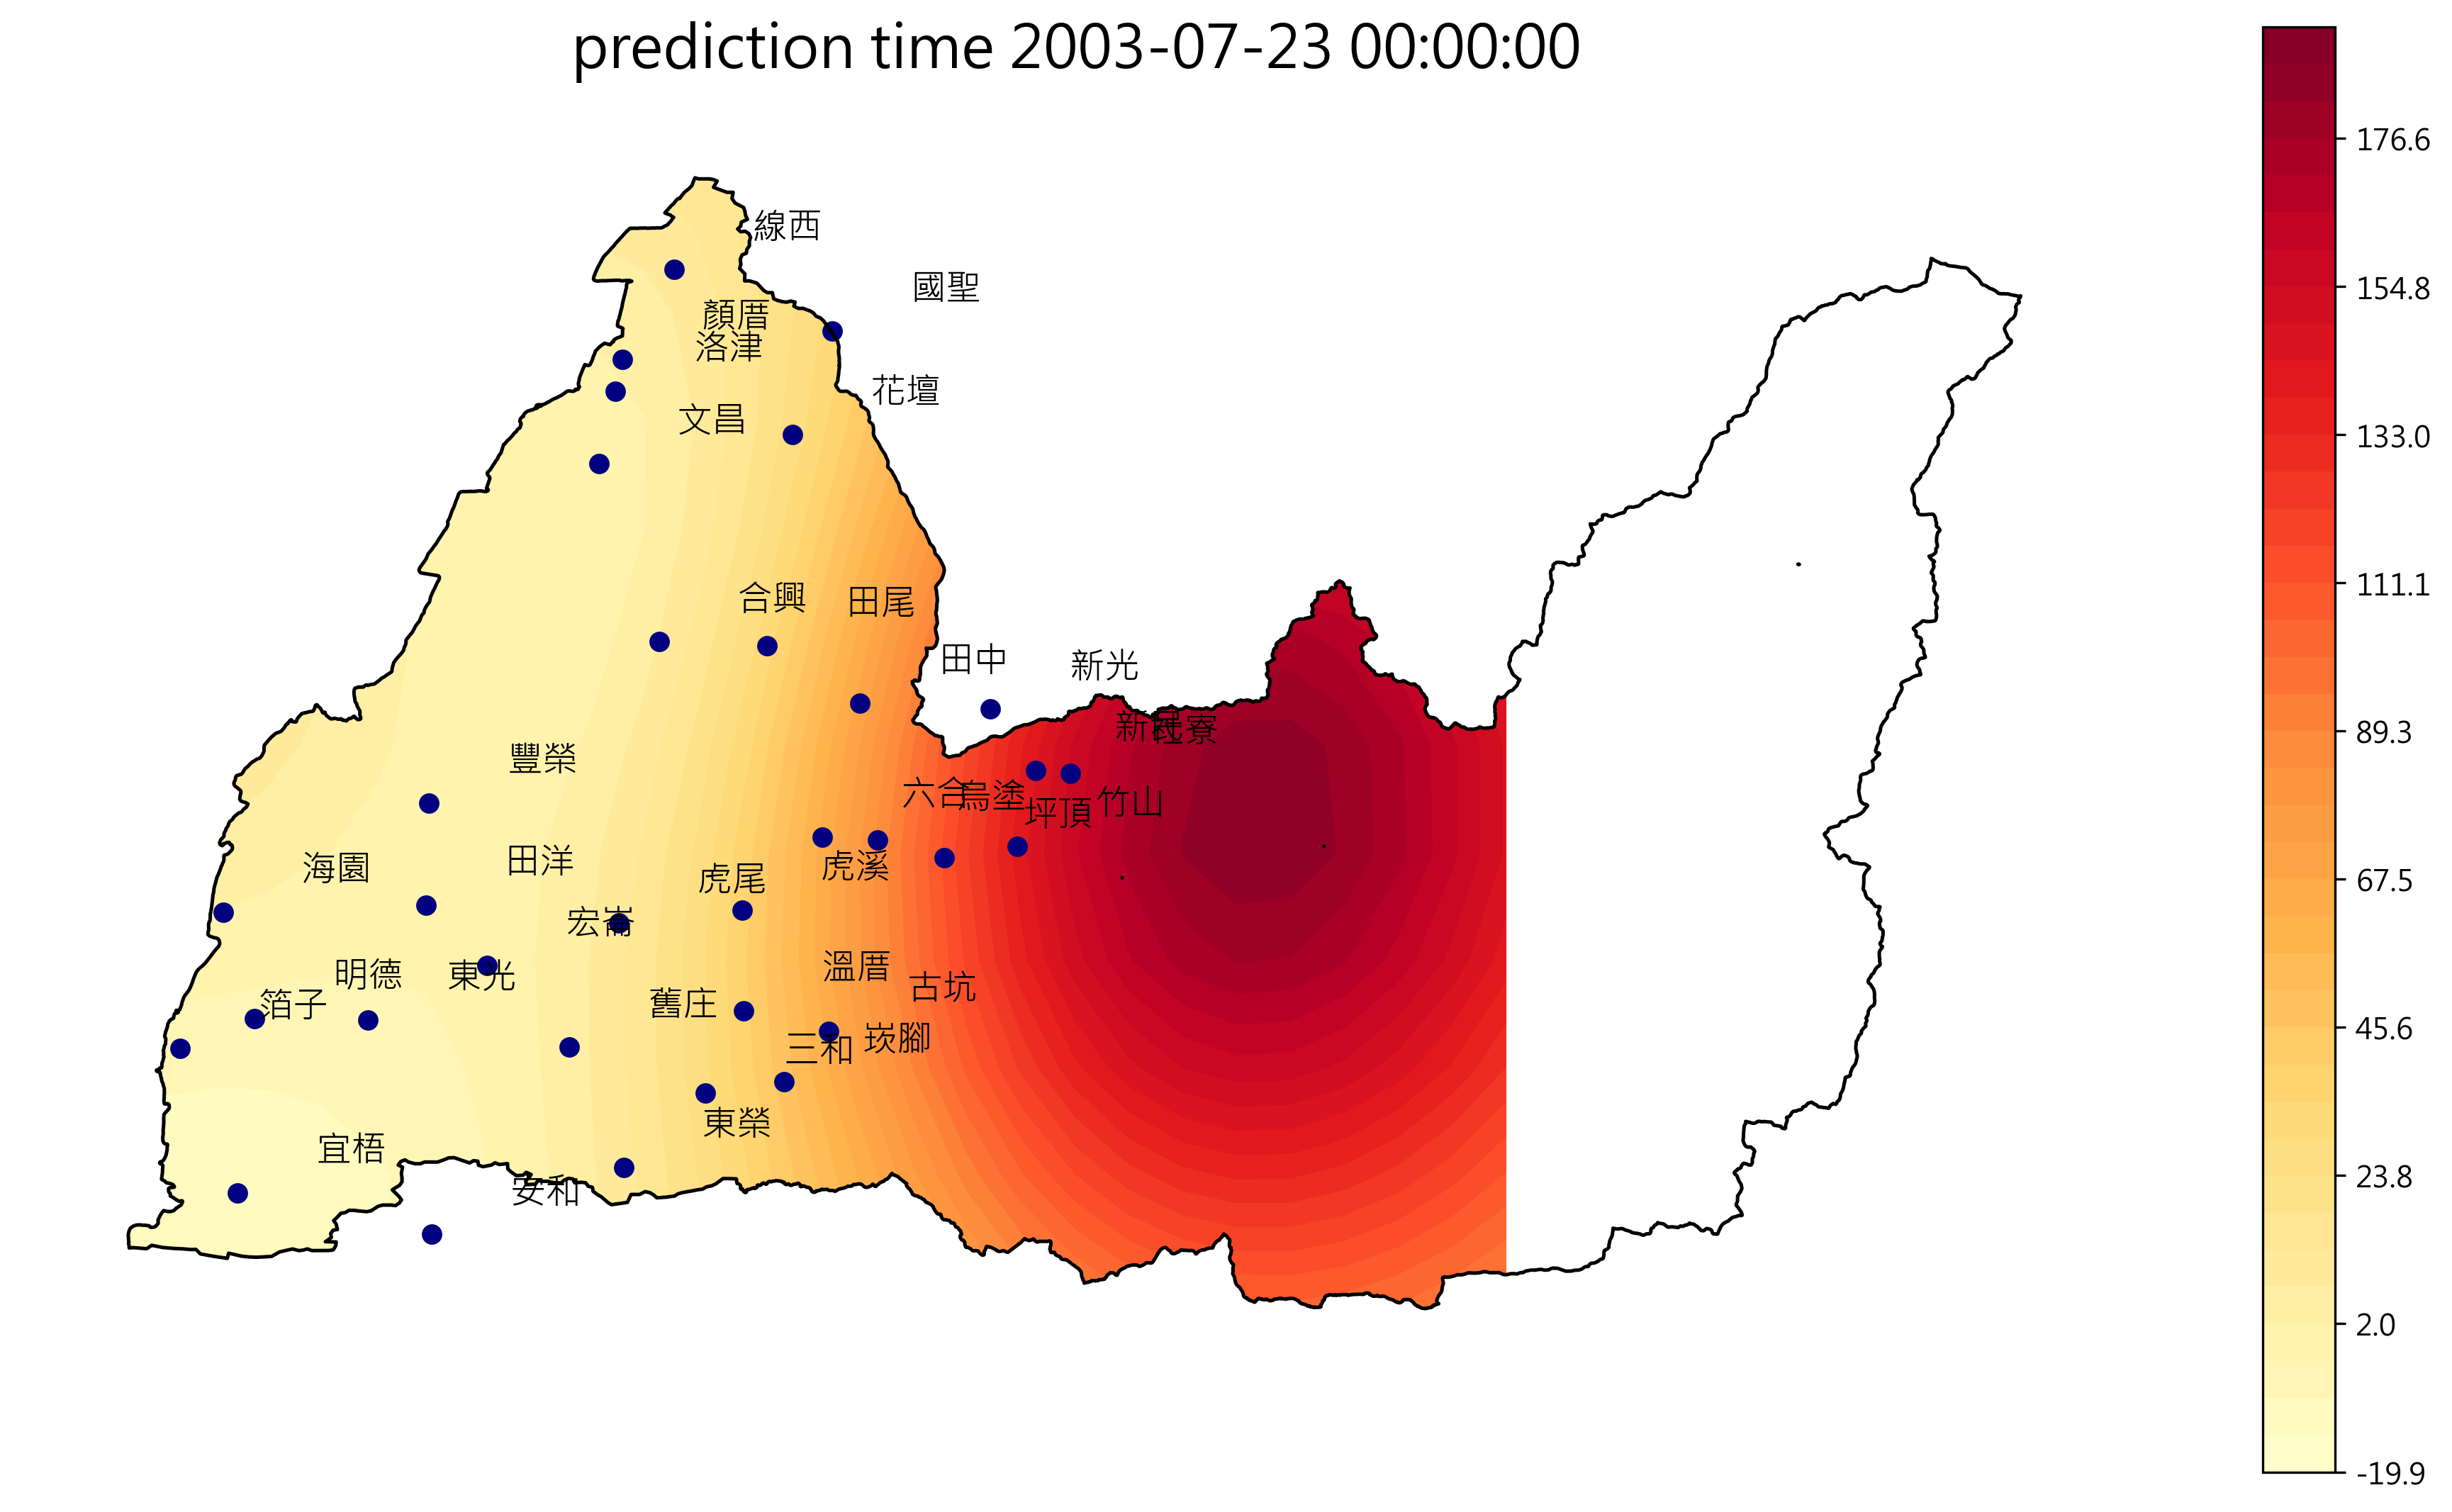 prediction time 2003-07-23 00:00:00
線西
國聖
顏厝
洛津
花壇
文昌
合興
田尾
田中
新光
新民
社寮
豐榮
六合
烏塗
坪頂
竹山
海園
田洋
虎尾
虎溪
宏崙
明德
東光
溫厝
古坑
箔子
舊庄
三和
崁腳
東榮
宜梧
安和
176.6
154.8
133.0
111.1
89.3
67.5
45.6
23.8
2.0
-19.9